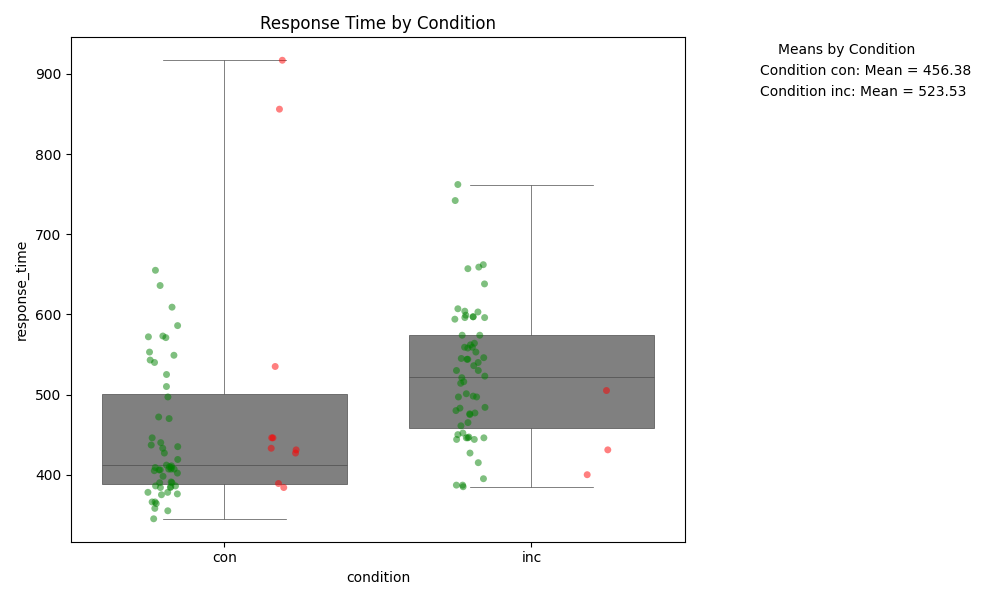 Response Time by Condition
Means by Condition
Condition con: Mean = 456.38
Condition inc: Mean = 523.53
response_time
900
800
700
600
500
400
con
inc
condition